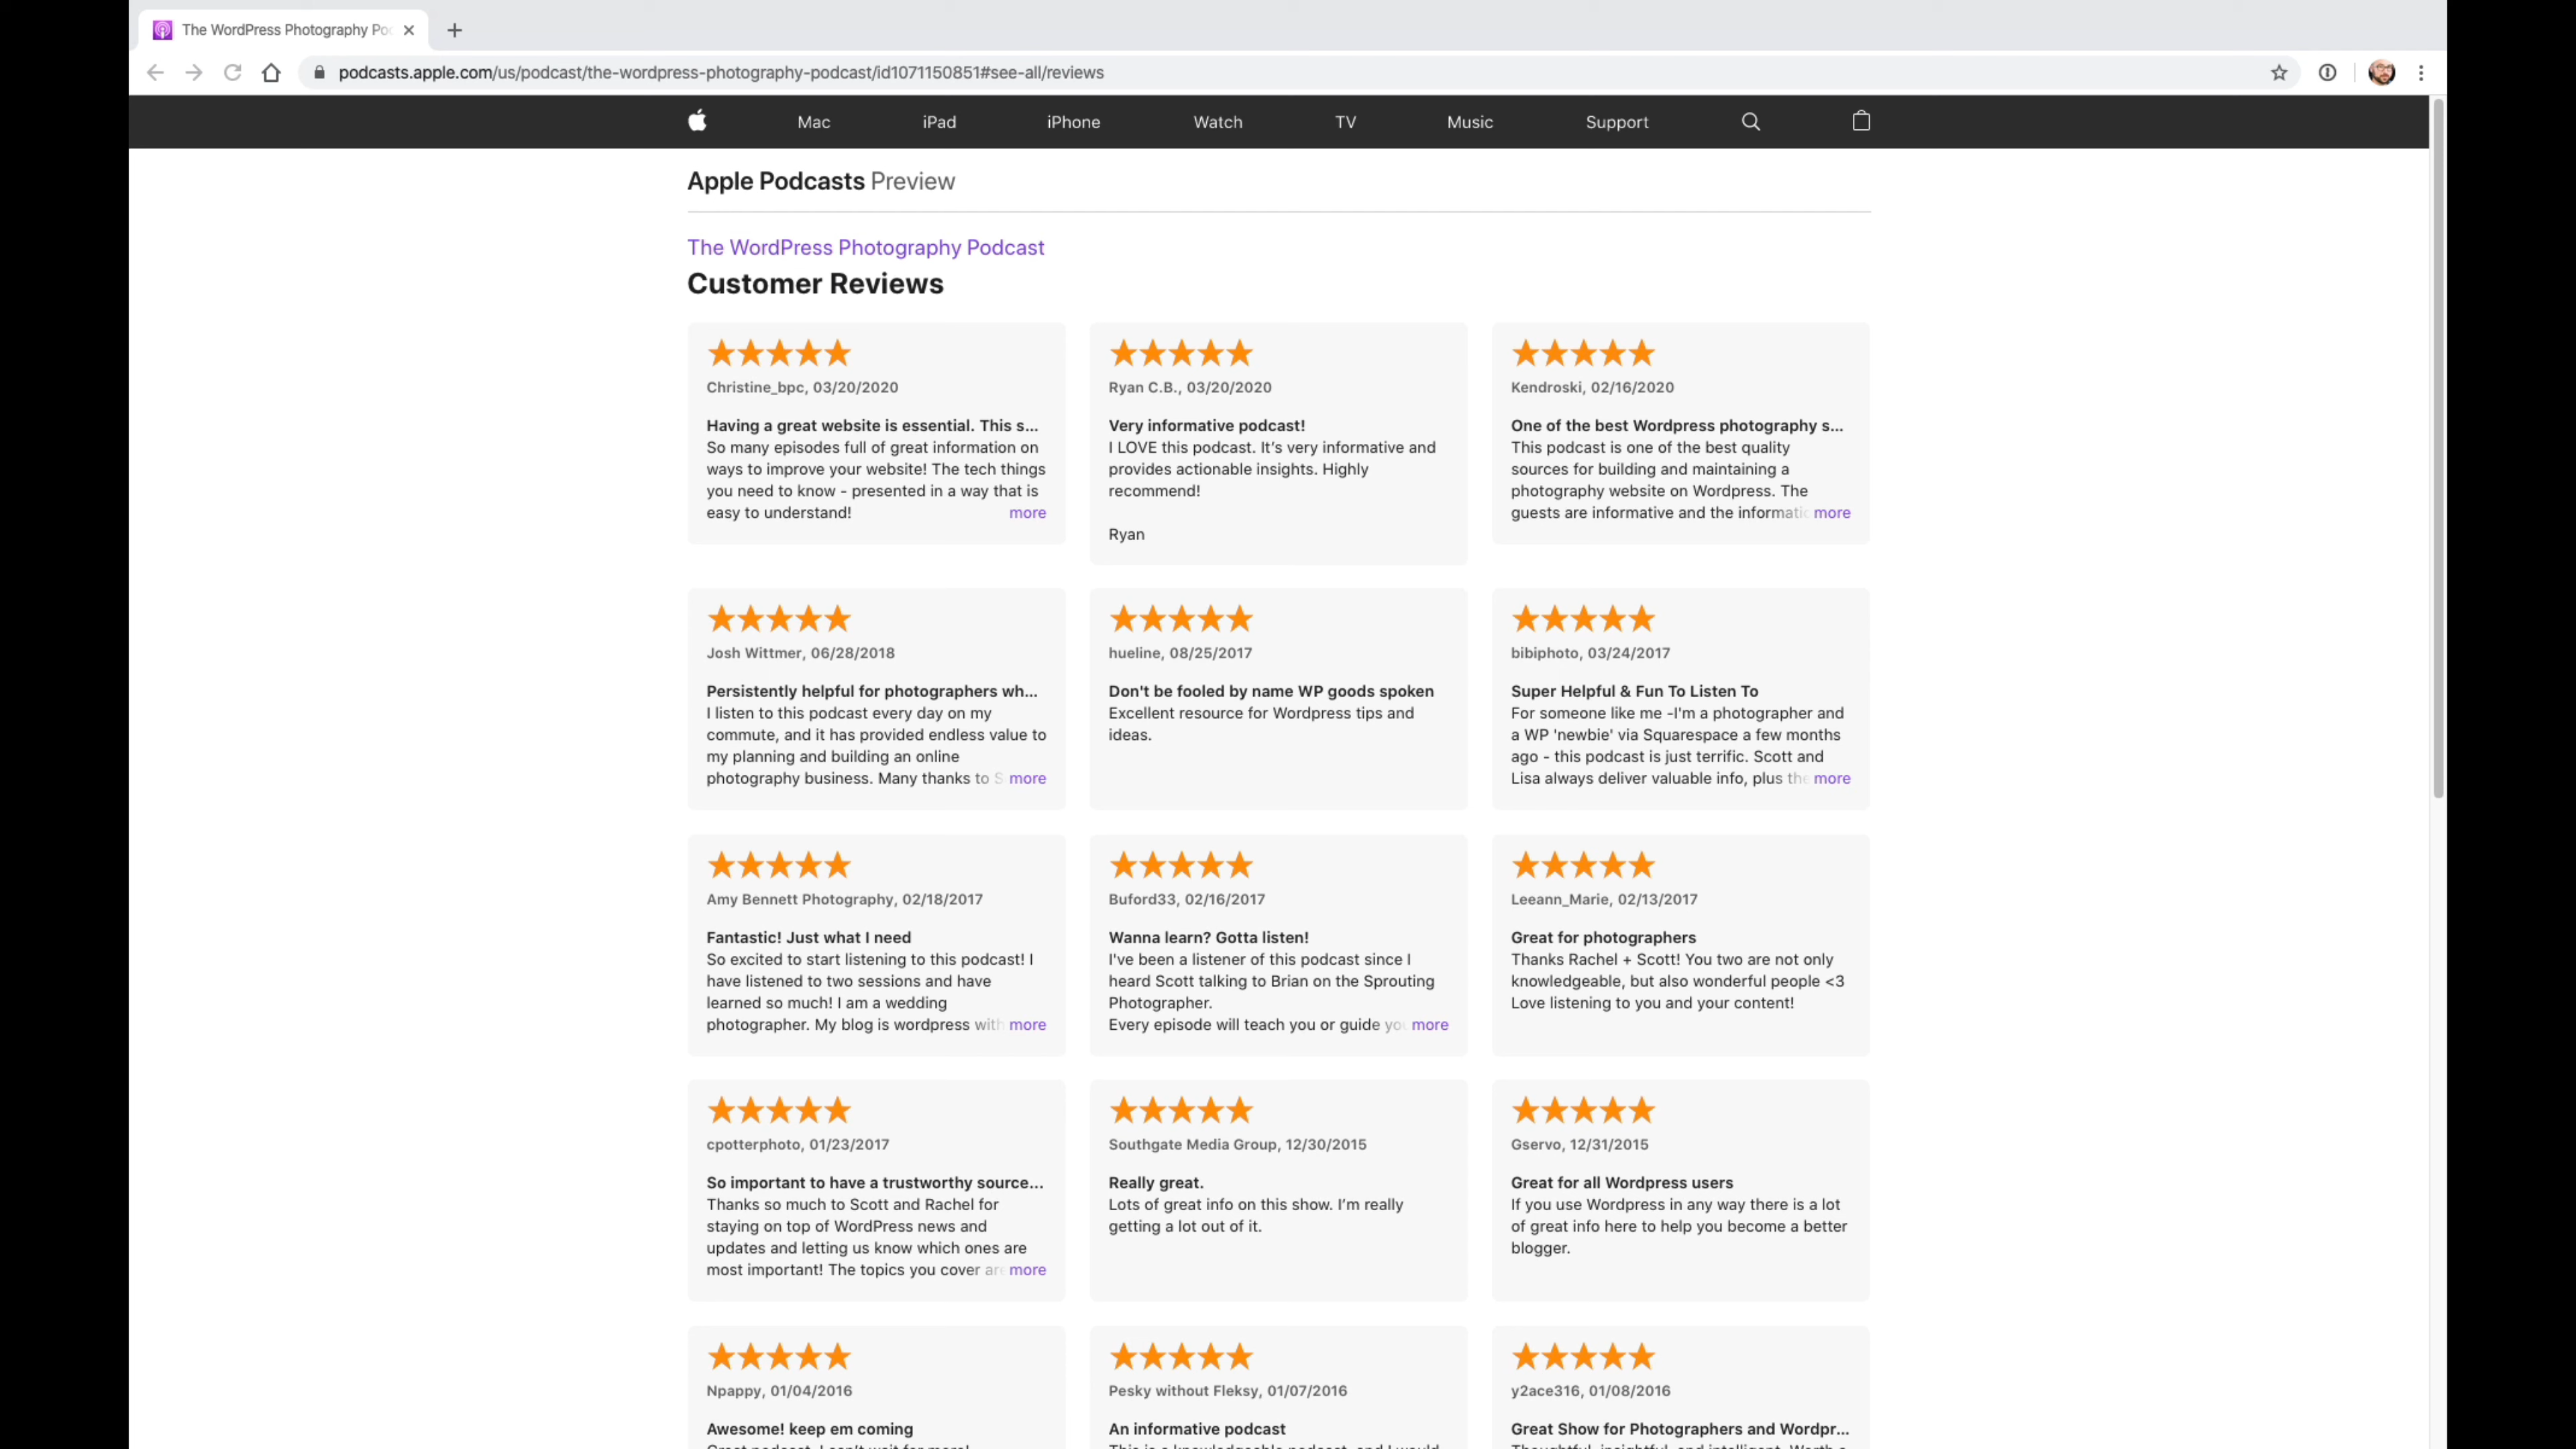 The WordPress Photography Po
podcasts.apple.com/us/podcast/the-wordpress-photography-podcast/id1071150851#see-all/reviews
Mac iPad iPhone Watch TV Music Support
Apple Podcasts Preview
The WordPress Photography Podcast
Customer Reviews
Christine_bpc, 03/20/2020
Having a great website is essential. This s...
So many episodes full of great information on
ways to improve your website! The tech things
you need to know - presented in a way that is
easy to understand! more
Ryan C.B., 03/20/2020
Very informative podcast!
I LOVE this podcast. It's very informative and
provides actionable insights. Highly
recommend!
Ryan
Kendroski, 02/16/2020
One of the best Wordpress photography s...
This podcast is one of the best quality
sources for building and maintaining a
photography website on Wordpress. The
guests are informative and the informatic more
Josh Wittmer, 06/28/2018
Persistently helpful for photographers wh...
I listen to this podcast every day on my
commute, and it has provided endless value to
my planning and building an online
photography business. Many thanks to S more
hueline, 08/25/2017
Don't be fooled by name WP goods spoken
Excellent resource for Wordpress tips and
ideas.
bibiphoto, 03/24/2017
Super Helpful & Fun To Listen To
For someone like me -I'm a photographer and
a WP 'newbie' via Squarespace a few months
ago - this podcast is just terrific. Scott and
Lisa always deliver valuable info, plus the more
Amy Bennett Photography, 02/18/2017
Fantastic! Just what I need
So excited to start listening to this podcast! I
have listened to two sessions and have
learned so much! I am a wedding
photographer. My blog is wordpress with more
Buford33, 02/16/2017
Wanna learn? Gotta listen!
I've been a listener of this podcast since I
heard Scott talking to Brian on the Sprouting
Photographer.
Every episode will teach you or guide you more
Leeann_Marie, 02/13/2017
Great for photographers
Thanks Rachel + Scott! You two are not only
knowledgeable, but also wonderful people <3
Love listening to you and your content!
cpotterphoto, 01/23/2017
So important to have a trustworthy source...
Thanks so much to Scott and Rachel for
staying on top of WordPress news and
updates and letting us know which ones are
most important! The topics you cover are more
Southgate Media Group, 12/30/2015
Really great.
Lots of great info on this show. I'm really
getting a lot out of it.
Gservo, 12/31/2015
Great for all Wordpress users
If you use Wordpress in any way there is a lot
of great info here to help you become a better
blogger.
Npappy, 01/04/2016
Awesome! keep em coming
Pesky without Fleksy, 01/07/2016
An informative podcast
y2ace316, 01/08/2016
Great Show for Photographers and Wordpr...